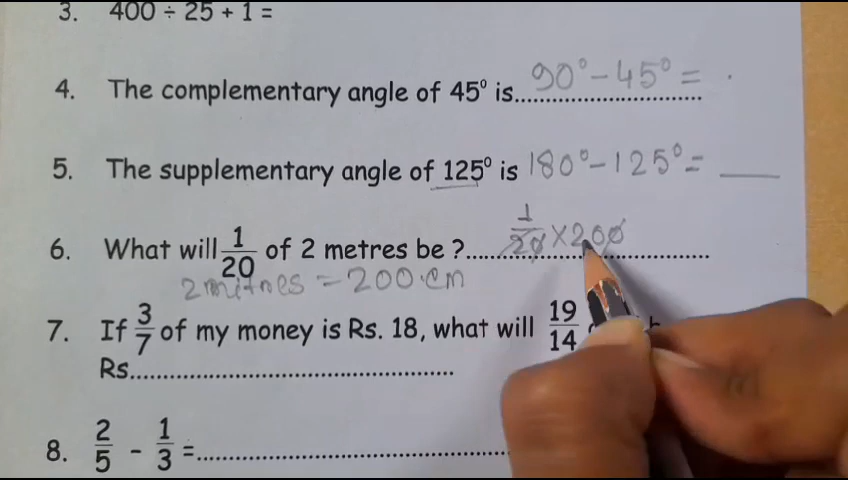 3. 400 ÷ 25 + 1 =
4. The complementary angle of 45° is..........90° - 45° =
5. The supplementary angle of 125° is 180° - 125° = ____
6. What will 1/20 of 2 metres be ?.......... 1/20 × 200
2 mitres = 200.cm
7. If 3/7 of my money is Rs. 18, what will 19/14
Rs..........
8. 2/5 - 1/3 =..........